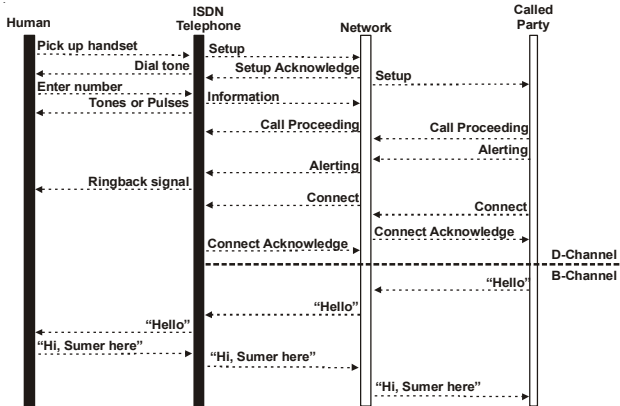 Human
ISDN
Telephone
Network
Called
Party
Pick up handset
Setup
Dial tone
Setup Acknowledge
Setup
Enter number
Information
Tones or Pulses
Call Proceeding
Call Proceeding
Alerting
Alerting
Ringback signal
Connect
Connect
Connect Acknowledge
Connect Acknowledge
D-Channel
B-Channel
“Hello”
“Hello”
“Hello”
“Hi, Sumer here”
“Hi, Sumer here”
“Hi, Sumer here”